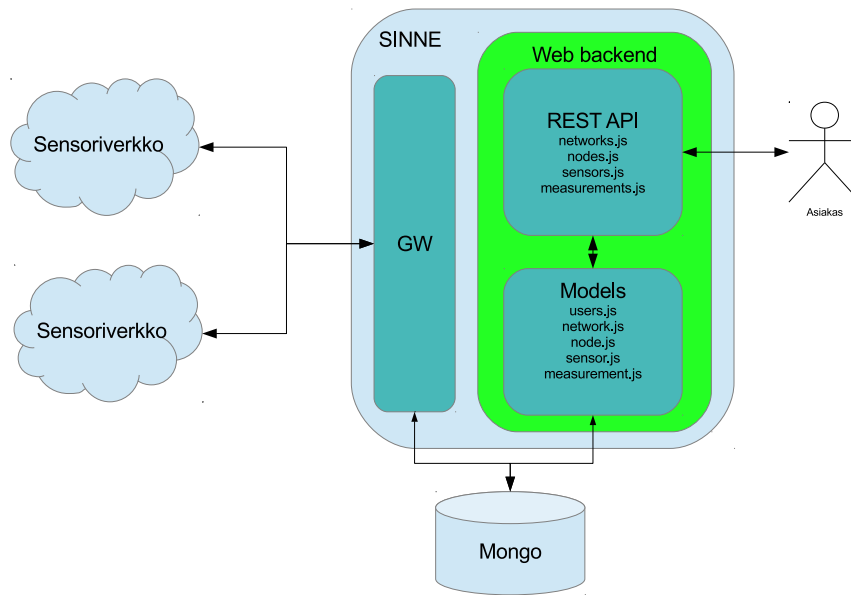 SINNE
Web backend
Sensoriverkko
REST API
networks.js
nodes.js
sensors.js
measurements.js
Asiakas
GW
Sensoriverkko
Models
users.js
network.js
node.js
sensor.js
measurement.js
Mongo